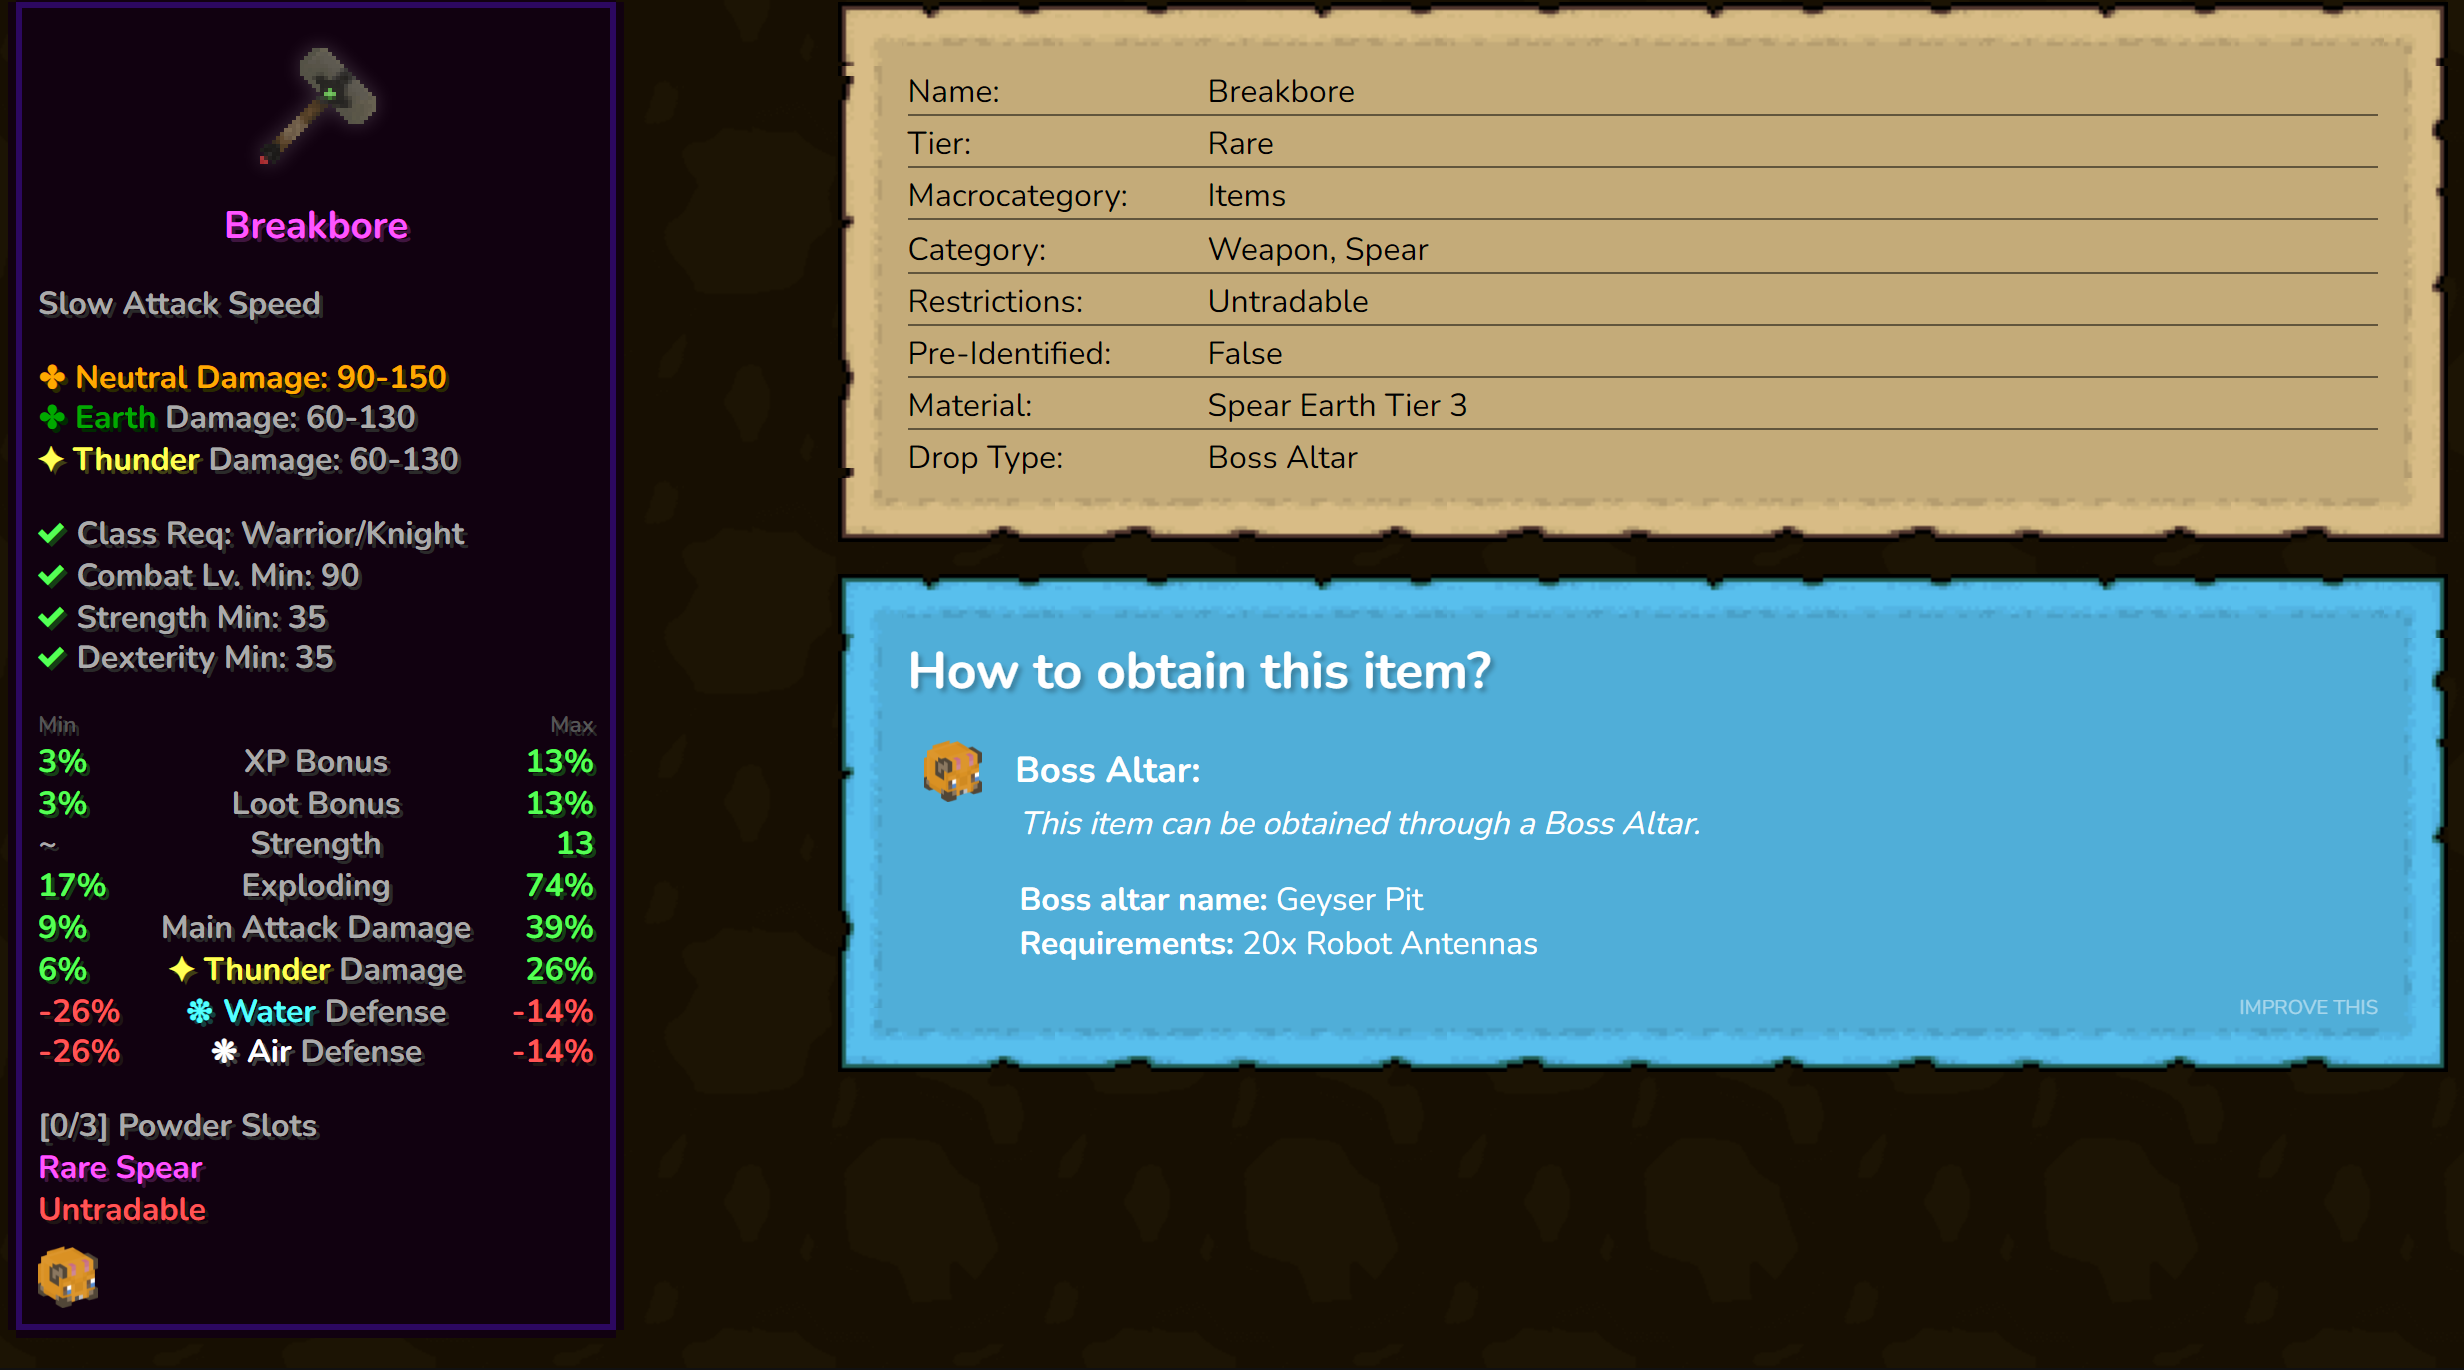 Breakbore
Slow Attack Speed
✤ Neutral Damage: 90-150
✤ Earth Damage: 60-130
✦ Thunder Damage: 60-130
✔ Class Req: Warrior/Knight
✔ Combat Lv. Min: 90
✔ Strength Min: 35
✔ Dexterity Min: 35
Min Max
3% XP Bonus 13%
3% Loot Bonus 13%
~ Strength 13
17% Exploding 74%
9% Main Attack Damage 39%
6% ✦ Thunder Damage 26%
-26% ❉ Water Defense -14%
-26% ❋ Air Defense -14%
[0/3] Powder Slots
Rare Spear
Untradable
Name: Breakbore
Tier: Rare
Macrocategory: Items
Category: Weapon, Spear
Restrictions: Untradable
Pre-Identified: False
Material: Spear Earth Tier 3
Drop Type: Boss Altar
How to obtain this item?
Boss Altar:
This item can be obtained through a Boss Altar.
Boss altar name: Geyser Pit
Requirements: 20x Robot Antennas
IMPROVE THIS